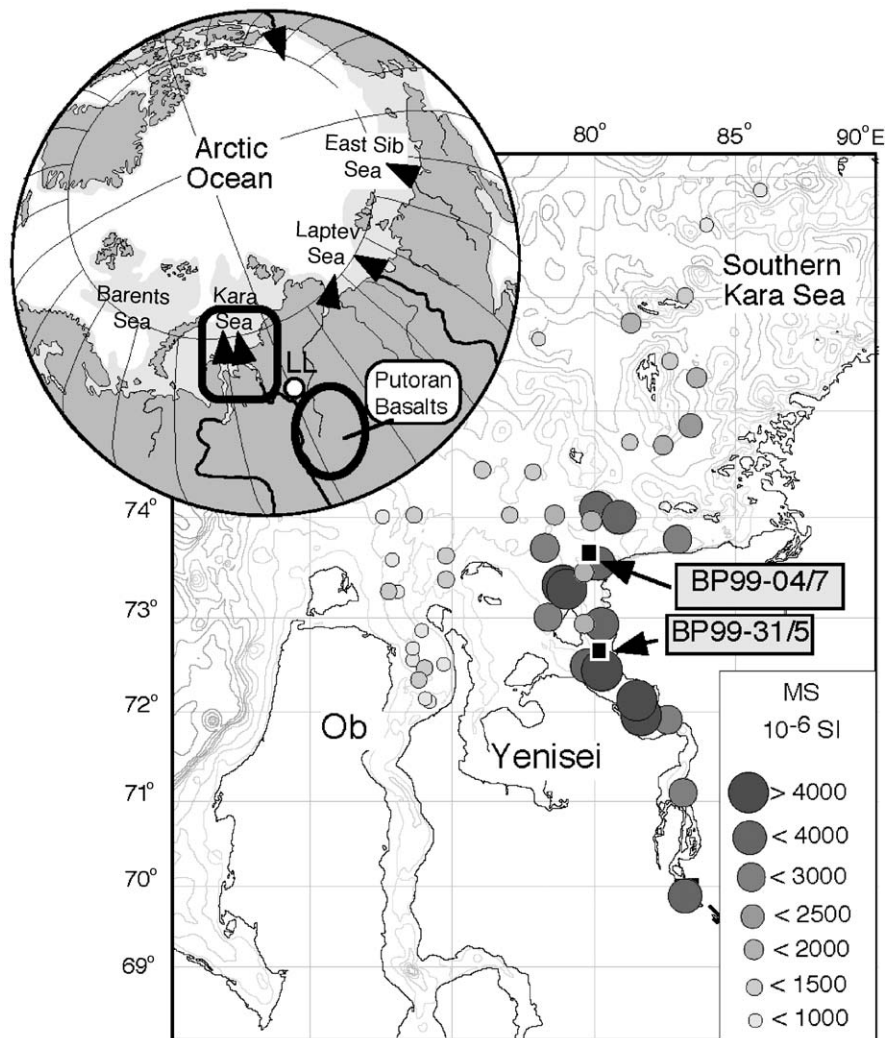 Arctic
Ocean
East Sib
Sea
Laptev
Sea
Barents
Sea
Kara
Sea
LL
Putoran
Basalts
80°
85°
90°E
Southern
Kara Sea
74°
73°
72°
71°
70°
69°
BP99-04/7
BP99-31/5
Ob
Yenisei
MS
10⁻⁶ SI
> 4000
< 4000
< 3000
< 2500
< 2000
< 1500
< 1000